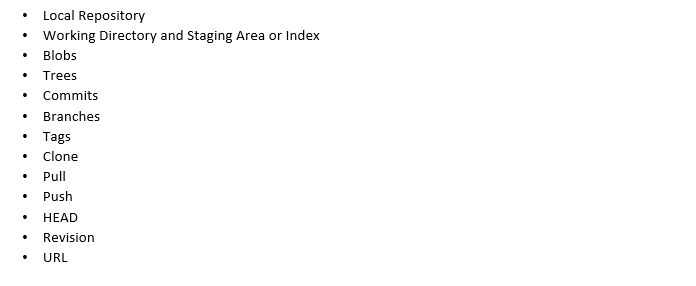 • Local Repository
• Working Directory and Staging Area or Index
• Blobs
• Trees
• Commits
• Branches
• Tags
• Clone
• Pull
• Push
• HEAD
• Revision
• URL